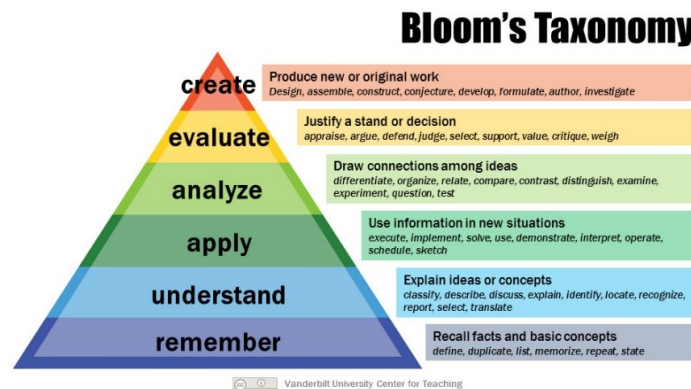 Bloom's Taxonomy
create
Produce new or original work
Design, assemble, construct, conjecture, develop, formulate, author, investigate
evaluate
Justify a stand or decision
appraise, argue, defend, judge, select, support, value, critique, weigh
analyze
Draw connections among ideas
differentiate, organize, relate, compare, contrast, distinguish, examine,
experiment, question, test
apply
Use information in new situations
execute, implement, solve, use, demonstrate, interpret, operate,
schedule, sketch
understand
Explain ideas or concepts
classify, describe, discuss, explain, identify, locate, recognize,
report, select, translate
remember
Recall facts and basic concepts
define, duplicate, list, memorize, repeat, state
cc
Vanderbilt University Center for Teaching